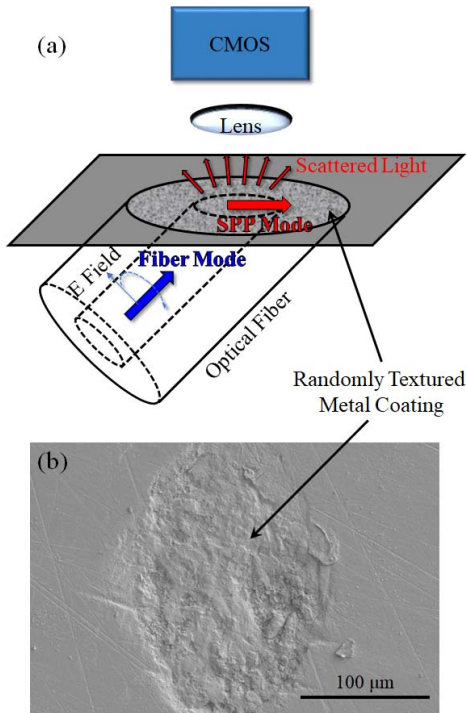 (a)
CMOS
Lens
Scattered Light
SPP Mode
Fiber Mode
E Field
Optical Fiber
Randomly Textured
Metal Coating
(b)
100 μm